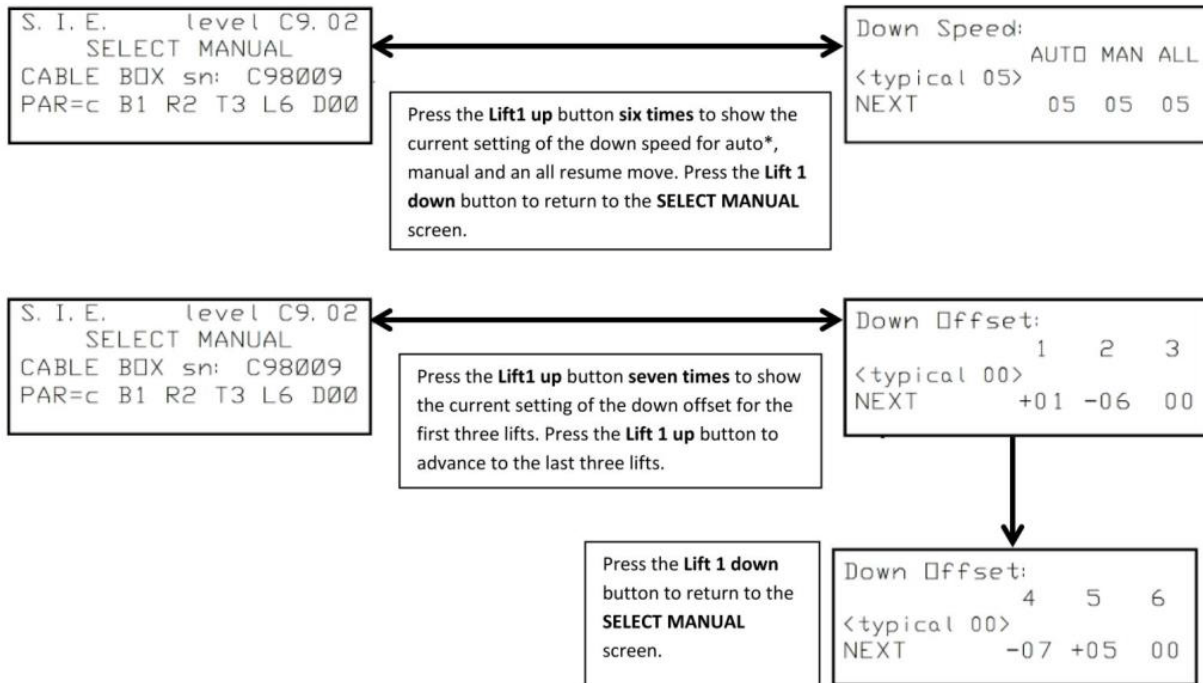 S. I. E. level C9.02
SELECT MANUAL
CABLE BOX sn: C98009
PAR=c B1 R2 T3 L6 D00
Press the Lift1 up button six times to show the
current setting of the down speed for auto*,
manual and an all resume move. Press the Lift 1
down button to return to the SELECT MANUAL
screen.
Down Speed:
AUTO MAN ALL
<typical 05>
NEXT 05 05 05
S. I. E. level C9.02
SELECT MANUAL
CABLE BOX sn: C98009
PAR=c B1 R2 T3 L6 D00
Press the Lift1 up button seven times to show
the current setting of the down offset for the
first three lifts. Press the Lift 1 up button to
advance to the last three lifts.
Down Offset:
1 2 3
<typical 00>
NEXT +01 -06 00
Press the Lift 1 down
button to return to the
SELECT MANUAL
screen.
Down Offset:
4 5 6
<typical 00>
NEXT -07 +05 00